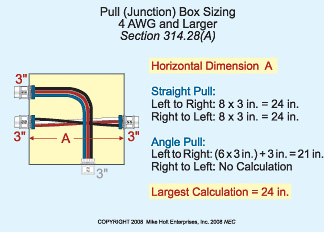 Pull (Junction) Box Sizing
4 AWG and Larger
Section 314.28(A)
Horizontal Dimension A
Straight Pull:
Left to Right: 8 x 3 in. = 24 in.
Right to Left: 8 x 3 in. = 24 in.
Angle Pull:
Left to Right: (6 x 3 in.) + 3 in. = 21 in.
Right to Left: No Calculation
Largest Calculation = 24 in.
3"
3"
3"
A
3"
COPYRIGHT 2008 Mike Holt Enterprises, Inc. 2008 NEC